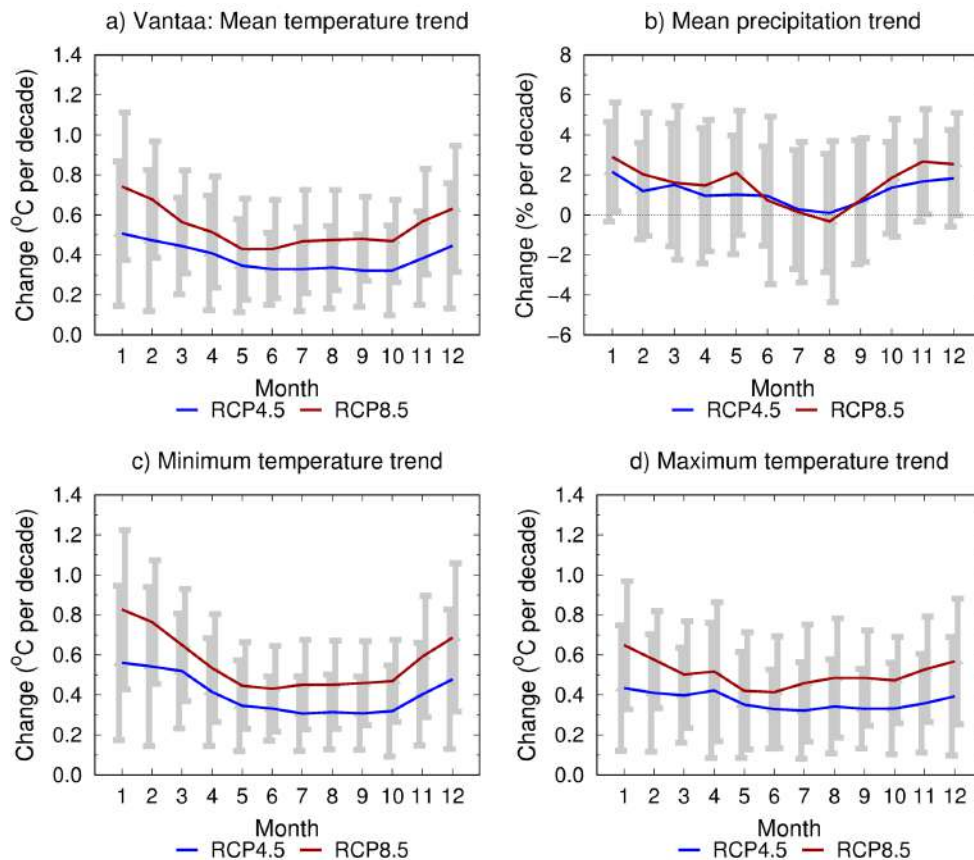 a) Vantaa: Mean temperature trend
Change (°C per decade)
1.4
1.2
1.0
0.8
0.6
0.4
0.2
0.0
1 2 3 4 5 6 7 8 9 10 11 12
Month
RCP4.5 RCP8.5
b) Mean precipitation trend
Change (% per decade)
8
6
4
2
0
−2
−4
−6
1 2 3 4 5 6 7 8 9 10 11 12
Month
RCP4.5 RCP8.5
c) Minimum temperature trend
Change (°C per decade)
1.4
1.2
1.0
0.8
0.6
0.4
0.2
0.0
1 2 3 4 5 6 7 8 9 10 11 12
Month
RCP4.5 RCP8.5
d) Maximum temperature trend
Change (°C per decade)
1.4
1.2
1.0
0.8
0.6
0.4
0.2
0.0
1 2 3 4 5 6 7 8 9 10 11 12
Month
RCP4.5 RCP8.5